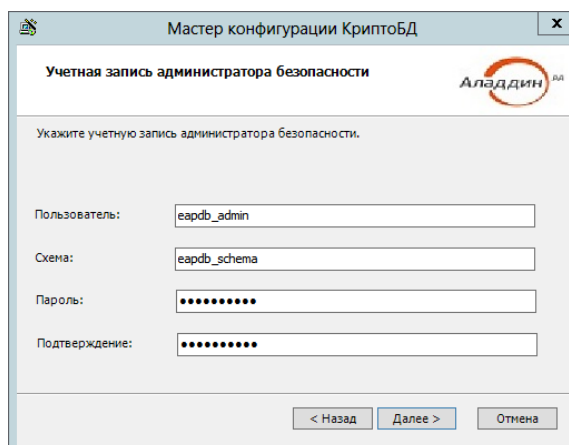 Мастер конфигурации КриптоБД
x
Учетная запись администратора безопасности
Аладдин РД
Укажите учетную запись администратора безопасности.
Пользователь: eapdb_admin
Схема: eapdb_schema
Пароль: ●●●●●●●●●●
Подтверждение: ●●●●●●●●●●
< Назад Далее > Отмена